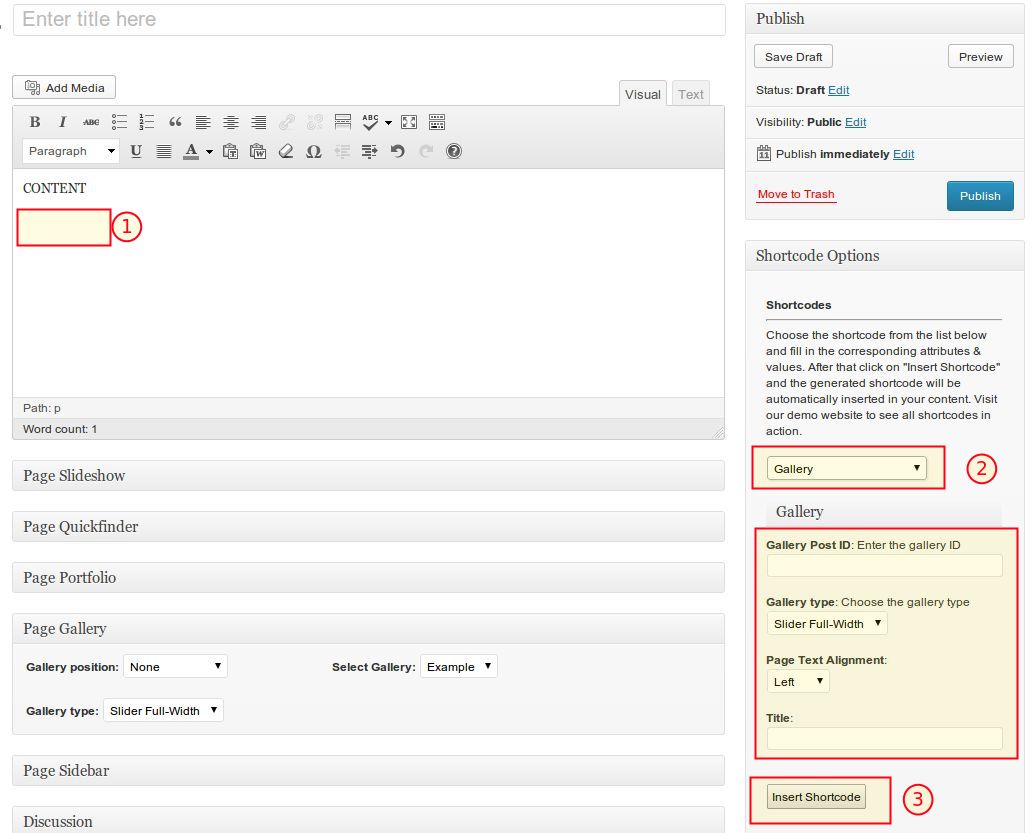 Enter title here
Add Media
Visual
Text
B I ABC ABC
Paragraph U A T W Ω ?
CONTENT
1
Path: p
Word count: 1
Page Slideshow
Page Quickfinder
Page Portfolio
Page Gallery
Gallery position: None
Select Gallery: Example
Gallery type: Slider Full-Width
Page Sidebar
Discussion
Publish
Save Draft
Preview
Status: Draft Edit
Visibility: Public Edit
11 Publish immediately Edit
Move to Trash
Publish
Shortcode Options
Shortcodes
Choose the shortcode from the list below
and fill in the corresponding attributes &
values. After that click on "Insert Shortcode"
and the generated shortcode will be
automatically inserted in your content. Visit
our demo website to see all shortcodes in
action.
Gallery
2
Gallery
Gallery Post ID: Enter the gallery ID
Gallery type: Choose the gallery type
Slider Full-Width
Page Text Alignment:
Left
Title:
Insert Shortcode
3